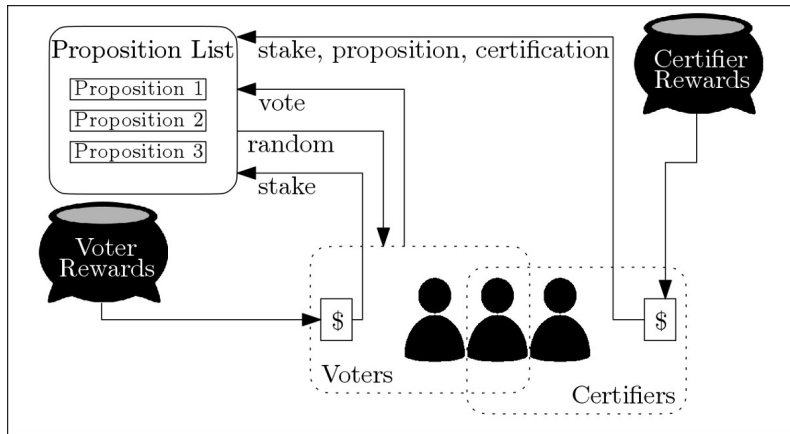 Proposition List
Proposition 1
Proposition 2
Proposition 3
stake, proposition, certification
vote
random
stake
Certifier
Rewards
Voter
Rewards
$
$
Voters
Certifiers